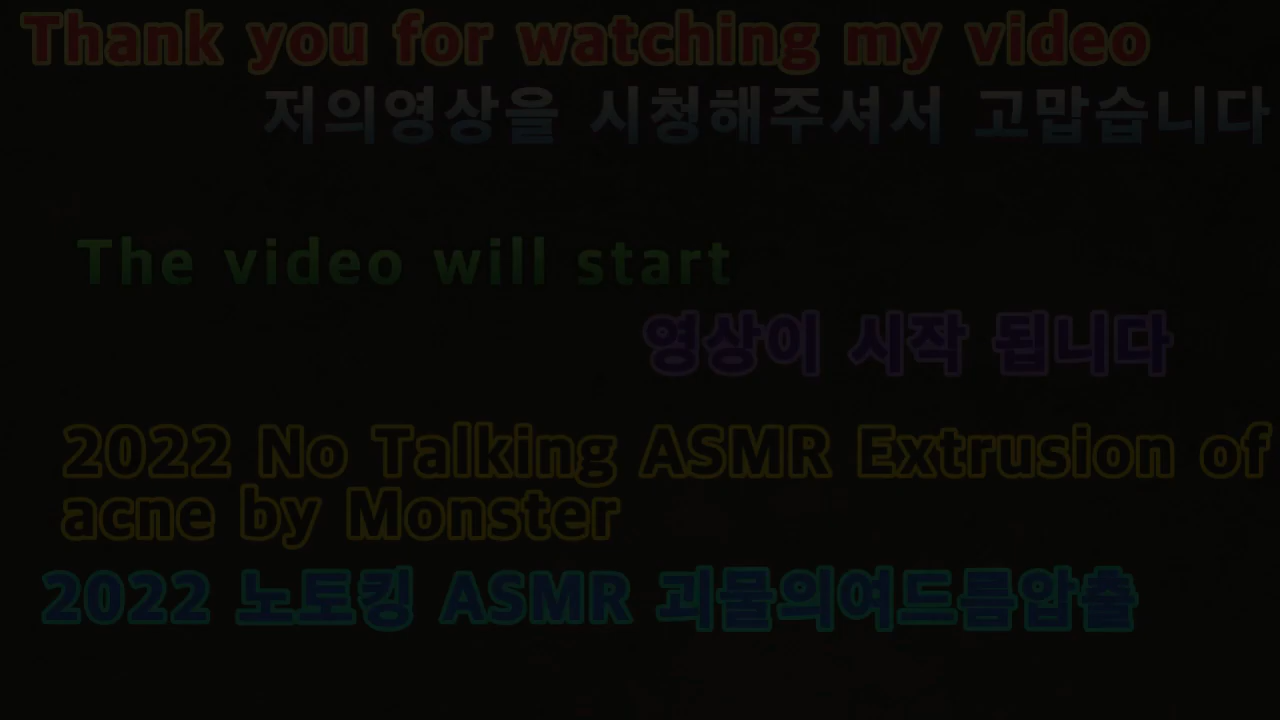 Thank you for watching my video
저의영상을 시청해주셔서 고맙습니다
The video will start
영상이 시작 됩니다
2022 No Talking ASMR Extrusion of
acne by Monster
2022 노토킹 ASMR 괴물의여드름압출